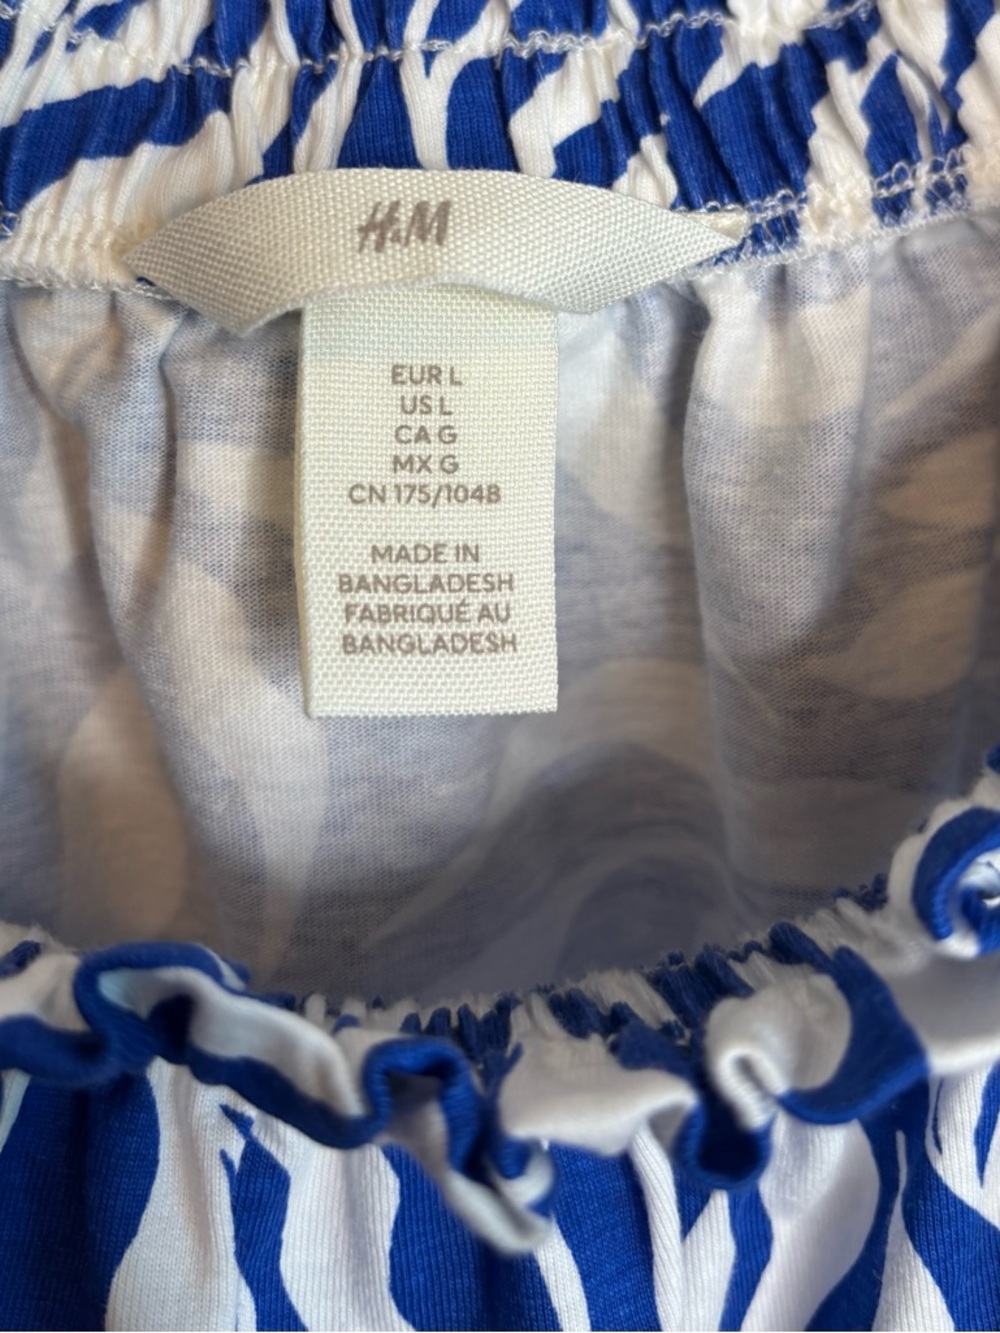 H&M
EUR L
US L
CA G
MX G
CN 175/104B
MADE IN
BANGLADESH
FABRIQUÉ AU
BANGLADESH